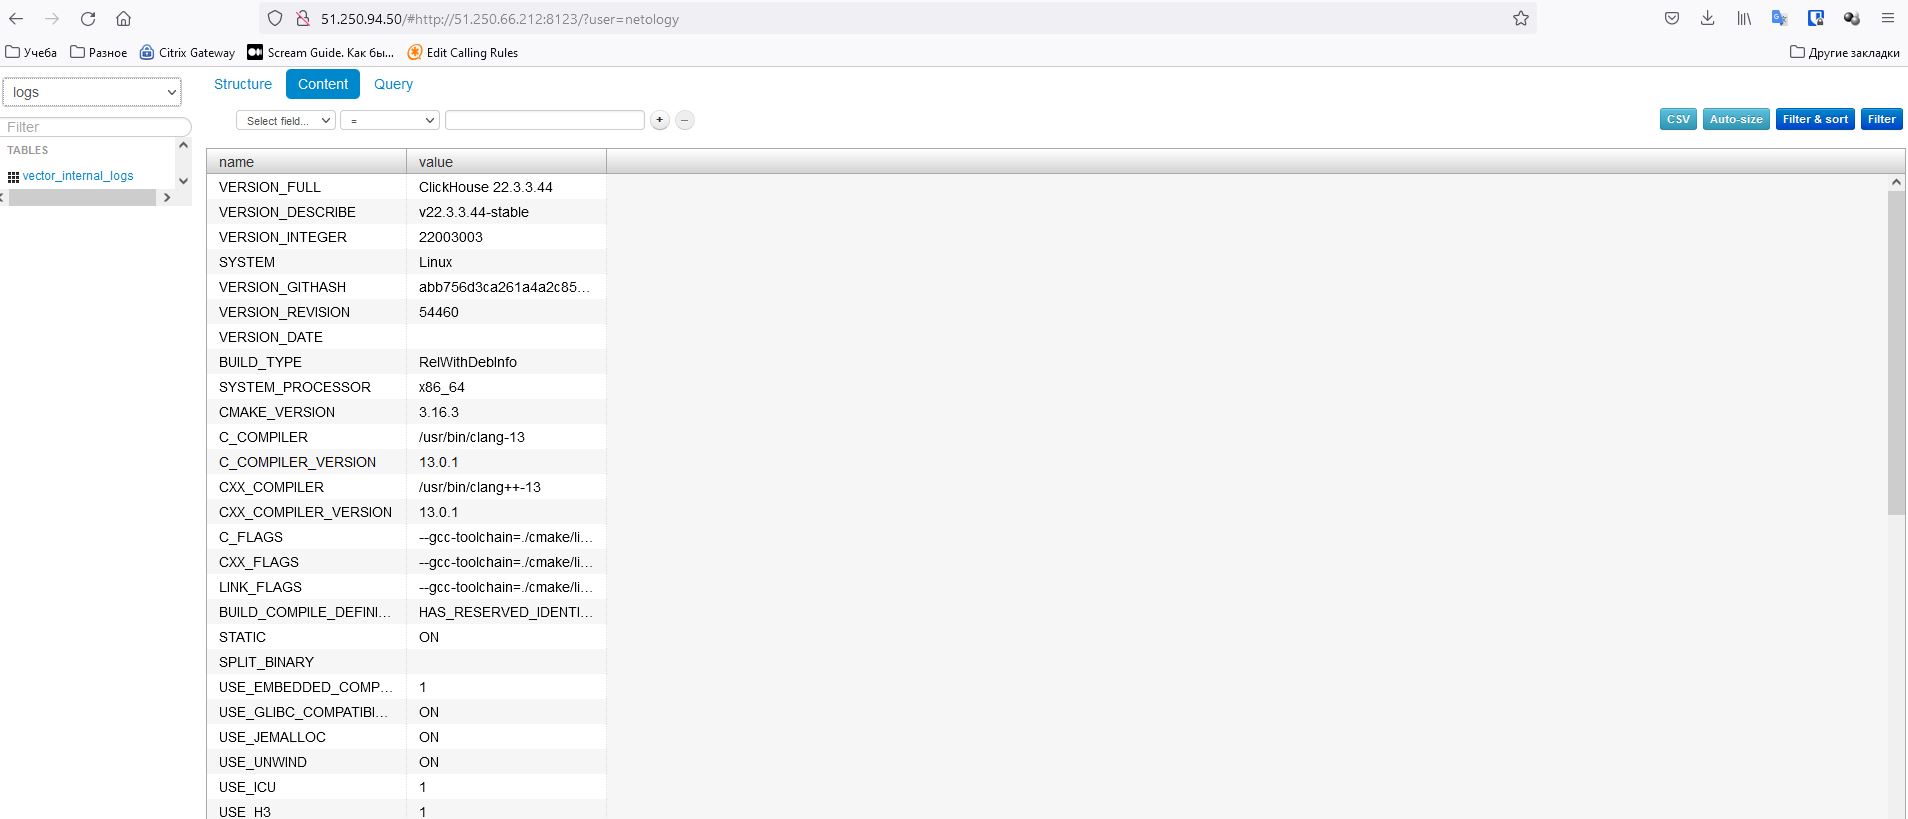 51.250.94.50/#http://51.250.66.212:8123/?user=netology
Учеба Разное Citrix Gateway Scream Guide. Как бы... Edit Calling Rules Другие закладки
logs Structure Content Query
Filter Select field... = + − CSV Auto-size Filter & sort Filter
TABLES
vector_internal_logs
name value
VERSION_FULL ClickHouse 22.3.3.44
VERSION_DESCRIBE v22.3.3.44-stable
VERSION_INTEGER 22003003
SYSTEM Linux
VERSION_GITHASH abb756d3ca261a4a2c85...
VERSION_REVISION 54460
VERSION_DATE
BUILD_TYPE RelWithDebInfo
SYSTEM_PROCESSOR x86_64
CMAKE_VERSION 3.16.3
C_COMPILER /usr/bin/clang-13
C_COMPILER_VERSION 13.0.1
CXX_COMPILER /usr/bin/clang++-13
CXX_COMPILER_VERSION 13.0.1
C_FLAGS --gcc-toolchain=./cmake/li...
CXX_FLAGS --gcc-toolchain=./cmake/li...
LINK_FLAGS --gcc-toolchain=./cmake/li...
BUILD_COMPILE_DEFINI... HAS_RESERVED_IDENTI...
STATIC ON
SPLIT_BINARY
USE_EMBEDDED_COMP... 1
USE_GLIBC_COMPATIBI... ON
USE_JEMALLOC ON
USE_UNWIND ON
USE_ICU 1
USE_H3 1